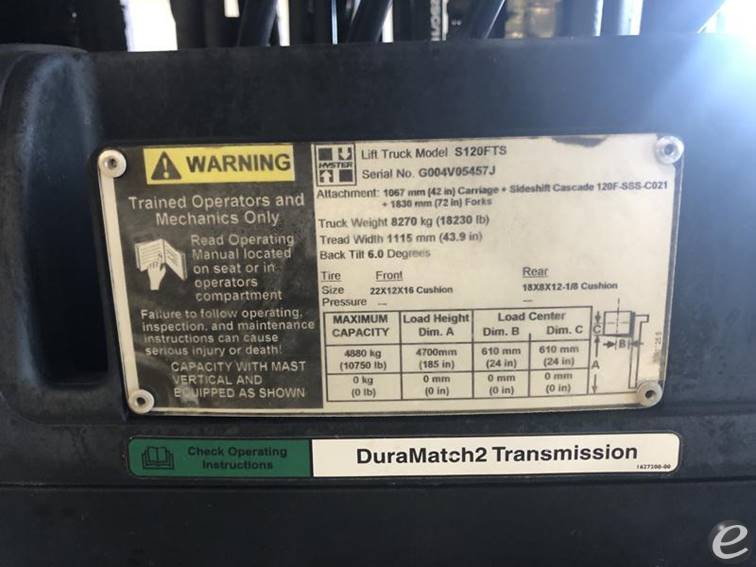 WARNING
Trained Operators and
Mechanics Only
Read Operating
Manual located
on seat or in
operators
compartment
Failure to follow operating,
inspection, and maintenance
instructions can cause
serious injury or death!
CAPACITY WITH MAST
VERTICAL AND
EQUIPPED AS SHOWN
HYSTER
Lift Truck Model S120FTS
Serial No. G004V05457J
Attachment: 1067 mm (42 in) Carriage + Sideshift Cascade 120F-SSS-C021
+ 1830 mm (72 in) Forks
Truck Weight 8270 kg (18230 lb)
Tread Width 1115 mm (43.9 in)
Back Tilt 6.0 Degrees
Tire Front Rear
Size 22X12X16 Cushion 18X8X12-1/8 Cushion
Pressure --- ---
MAXIMUM CAPACITY Load Height Dim. A Load Center Dim. B Dim. C
4880 kg 4700mm 610 mm 610 mm
(10750 lb) (185 in) (24 in) (24 in)
0 kg 0 mm 0 mm 0 mm
(0 lb) (0 in) (0 in) (0 in)
C
B
A
Check Operating
Instructions
DuraMatch2 Transmission
1627200-00
e